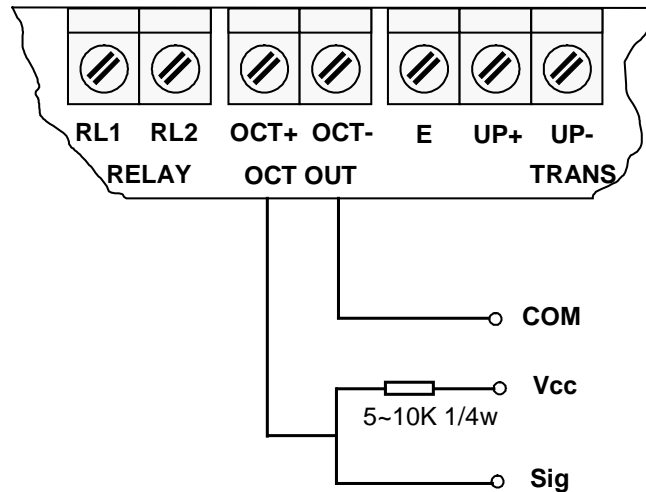 RL1 RL2 OCT+ OCT- E UP+ UP-
RELAY OCT OUT TRANS
COM
Vcc
5~10K 1/4w
Sig